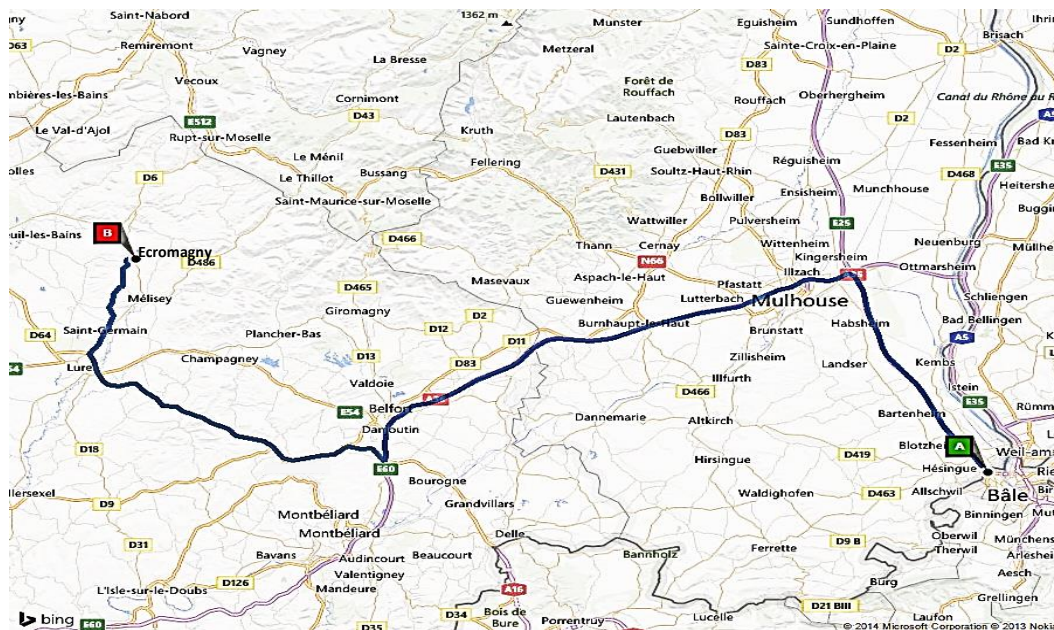 1362 m
Saint-Nabord
Munster
Eguisheim
Sundhoffen
D63
Remiremont
Vagney
Metzeral
Sainte-Croix-en-Plaine
Brisach
D2
La Bresse
D83
Vecoux
Forêt de
Rouffach
Oberhergheim
mbières-les-Bains
Cornimont
Rouffach
Canal du Rhône au R
E512
D43
Lautenbach
D2
A5
Le Val-d'Ajol
Rupt-sur-Moselle
Kruth
D83
Fessenheim
Bad K
Guebwiller
Le Ménil
Fellering
Réguisheim
E35
olles
D6
Le Thillot
Bussang
D431
Soultz-Haut-Rhin
D468
Heitershe
Ensisheim
Munchhouse
Saint-Maurice-sur-Moselle
Bollwiller
Buggin
Wattwiller
Pulversheim
E25
B
euil-les-Bains
D466
Thann
Cernay
Wittenheim
Neuenburg
Ecromagny
Kingersheim
D486
N66
Ottmarsheim
Masevaux
Aspach-le-Haut
Illzach
D465
Pfastatt
Mélisey
Guewenheim
Lutterbach
Mulhouse
Schliengen
Giromagny
D2
Saint-Germain
D12
Burnhaupt-le-Haut
Habsheim
Bad Bellingen
D64
Plancher-Bas
D11
Brunstatt
A5
Champagney
D13
D83
Zillisheim
Landser
Kembs
Lure
Valdoie
Illfurth
Istein
D466
E35
E54
Belfort
Dannemarie
Altkirch
Bartenheim
Rümm
Danjoutin
A
D18
Blotzhe
Weil-am
Hirsingue
D419
Hésingue
E60
Bourogne
Allschwil
llersexel
D9
Grandvillars
Waldighofen
D463
Bâle
Montbéliard
Binningen
Montbéliard
Delle
Oberwil
D31
Ferrette
D9 B
Therwil
Bavans
Beaucourt
Bannholz
Audincourt
Valentigney
Aesch
L'Isle-sur-le-Doubs
D126
Mandeure
A16
Burg
Grellingen
Bois de
Bure
D21 BIII
bing
E60
D34
D35
Porrentruy
Lucelle
Laufon
© 2014 Microsoft Corporation © 2013 Nokia